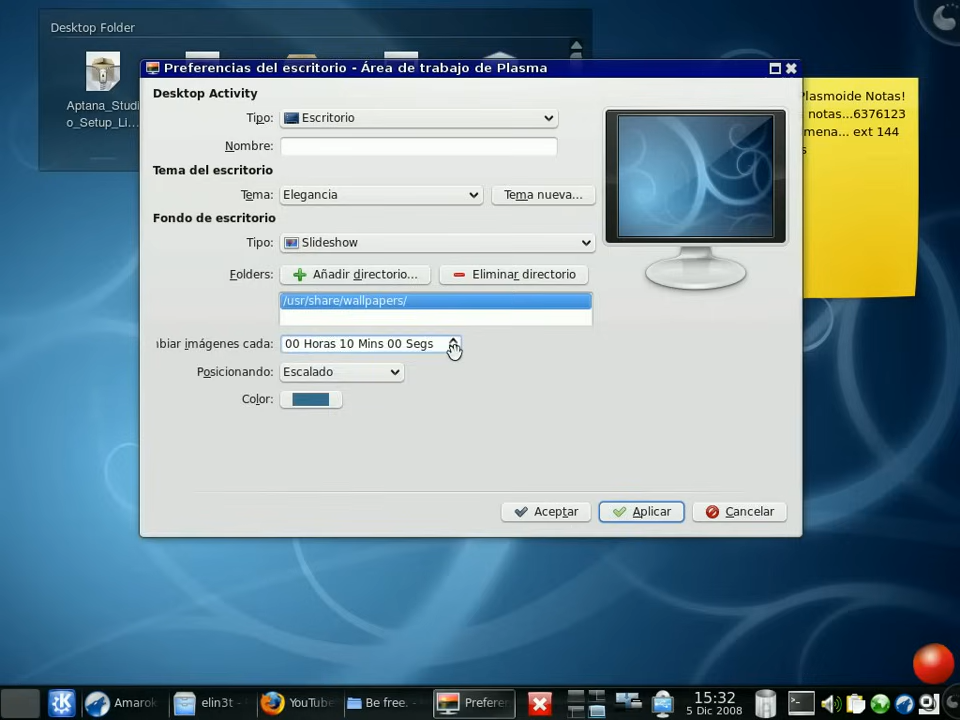 Desktop Folder
Aptana_Studi
o_Setup_Li...
Preferencias del escritorio - Área de trabajo de Plasma
Desktop Activity
Tipo: Escritorio
Nombre:
Tema del escritorio
Tema: Elegancia Tema nueva...
Fondo de escritorio
Tipo: Slideshow
Folders: Añadir directorio... Eliminar directorio
/usr/share/wallpapers/
biar imágenes cada: 00 Horas 10 Mins 00 Segs
Posicionando: Escalado
Color:
Aceptar Aplicar Cancelar
Plasmoide Notas!
notas...6376123
mena... ext 144
s
Amarok elin3t YouTube Be free. Preferen 15:32
5 Dic 2008